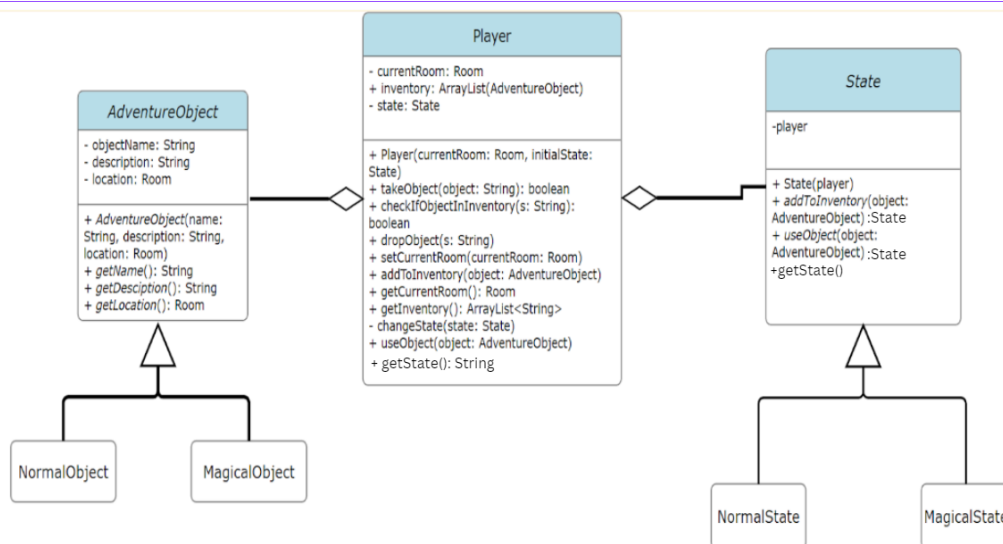 AdventureObject
- objectName: String
- description: String
- location: Room
+ AdventureObject(name:
String, description: String,
location: Room)
+ getName(): String
+ getDesciption(): String
+ getLocation(): Room
NormalObject
MagicalObject
Player
- currentRoom: Room
+ inventory: ArrayList(AdventureObject)
- state: State
+ Player(currentRoom: Room, initialState:
State)
+ takeObject(object: String): boolean
+ checkIfObjectInInventory(s: String):
boolean
+ dropObject(s: String)
+ setCurrentRoom(currentRoom: Room)
+ addToInventory(object: AdventureObject)
+ getCurrentRoom(): Room
+ getInventory(): ArrayList<String>
- changeState(state: State)
+ useObject(object: AdventureObject)
+ getState(): String
State
-player
+ State(player)
+ addToInventory(object:
AdventureObject) :State
+ useObject(object:
AdventureObject) :State
+getState()
NormalState
MagicalState